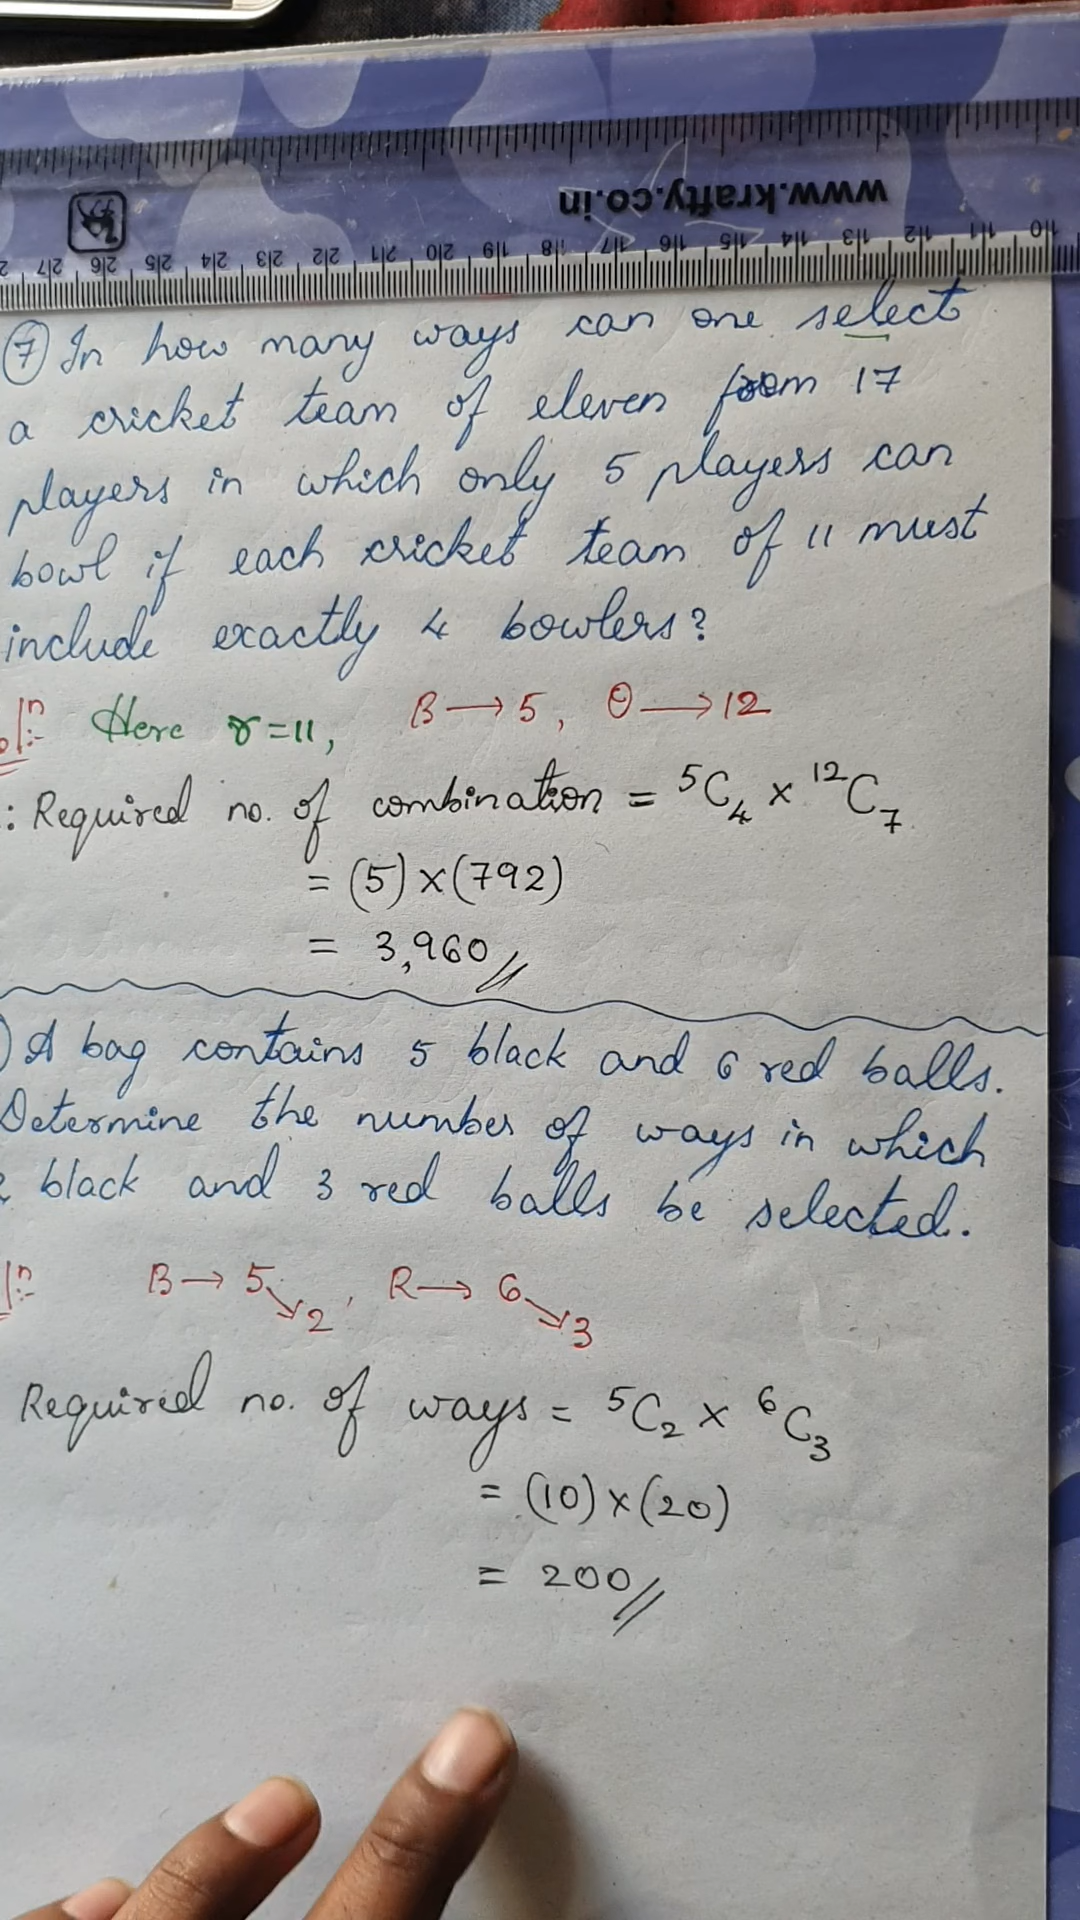 www.krafty.co.in
⑦ In how many ways can one select
a cricket team of eleven from 17
players in which only 5 players can
bowl if each cricket team of 11 must
include exactly 4 bowlers?
Here r=11, B→5, O→12
: Required no. of combination = ⁵C₄ × ¹²C₇
= (5)×(792)
= 3,960//
A bag contains 5 black and 6 red balls.
Determine the number of ways in which
2 black and 3 red balls be selected.
B→5↘2, R→6↘3
Required no. of ways = ⁵C₂ × ⁶C₃
= (10)×(20)
= 200//